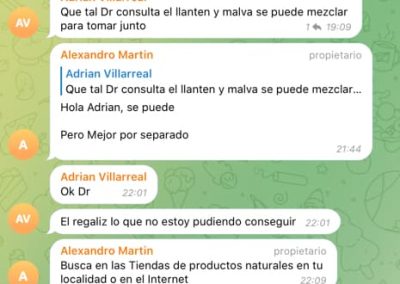 Adrian Villarreal
Que tal Dr consulta el llanten y malva se puede mezclar
para tomar junto
1 19:09
Alexandro Martin propietario
Adrian Villarreal
Que tal Dr consulta el llanten y malva se puede mezclar...
Hola Adrian, se puede
Pero Mejor por separado
21:44
A
Adrian Villarreal
Ok Dr 22:01
AV
El regaliz lo que no estoy pudiendo conseguir 22:01
Alexandro Martin propietario
Busca en las Tiendas de productos naturales en tu
localidad o en el Internet 22:09
A